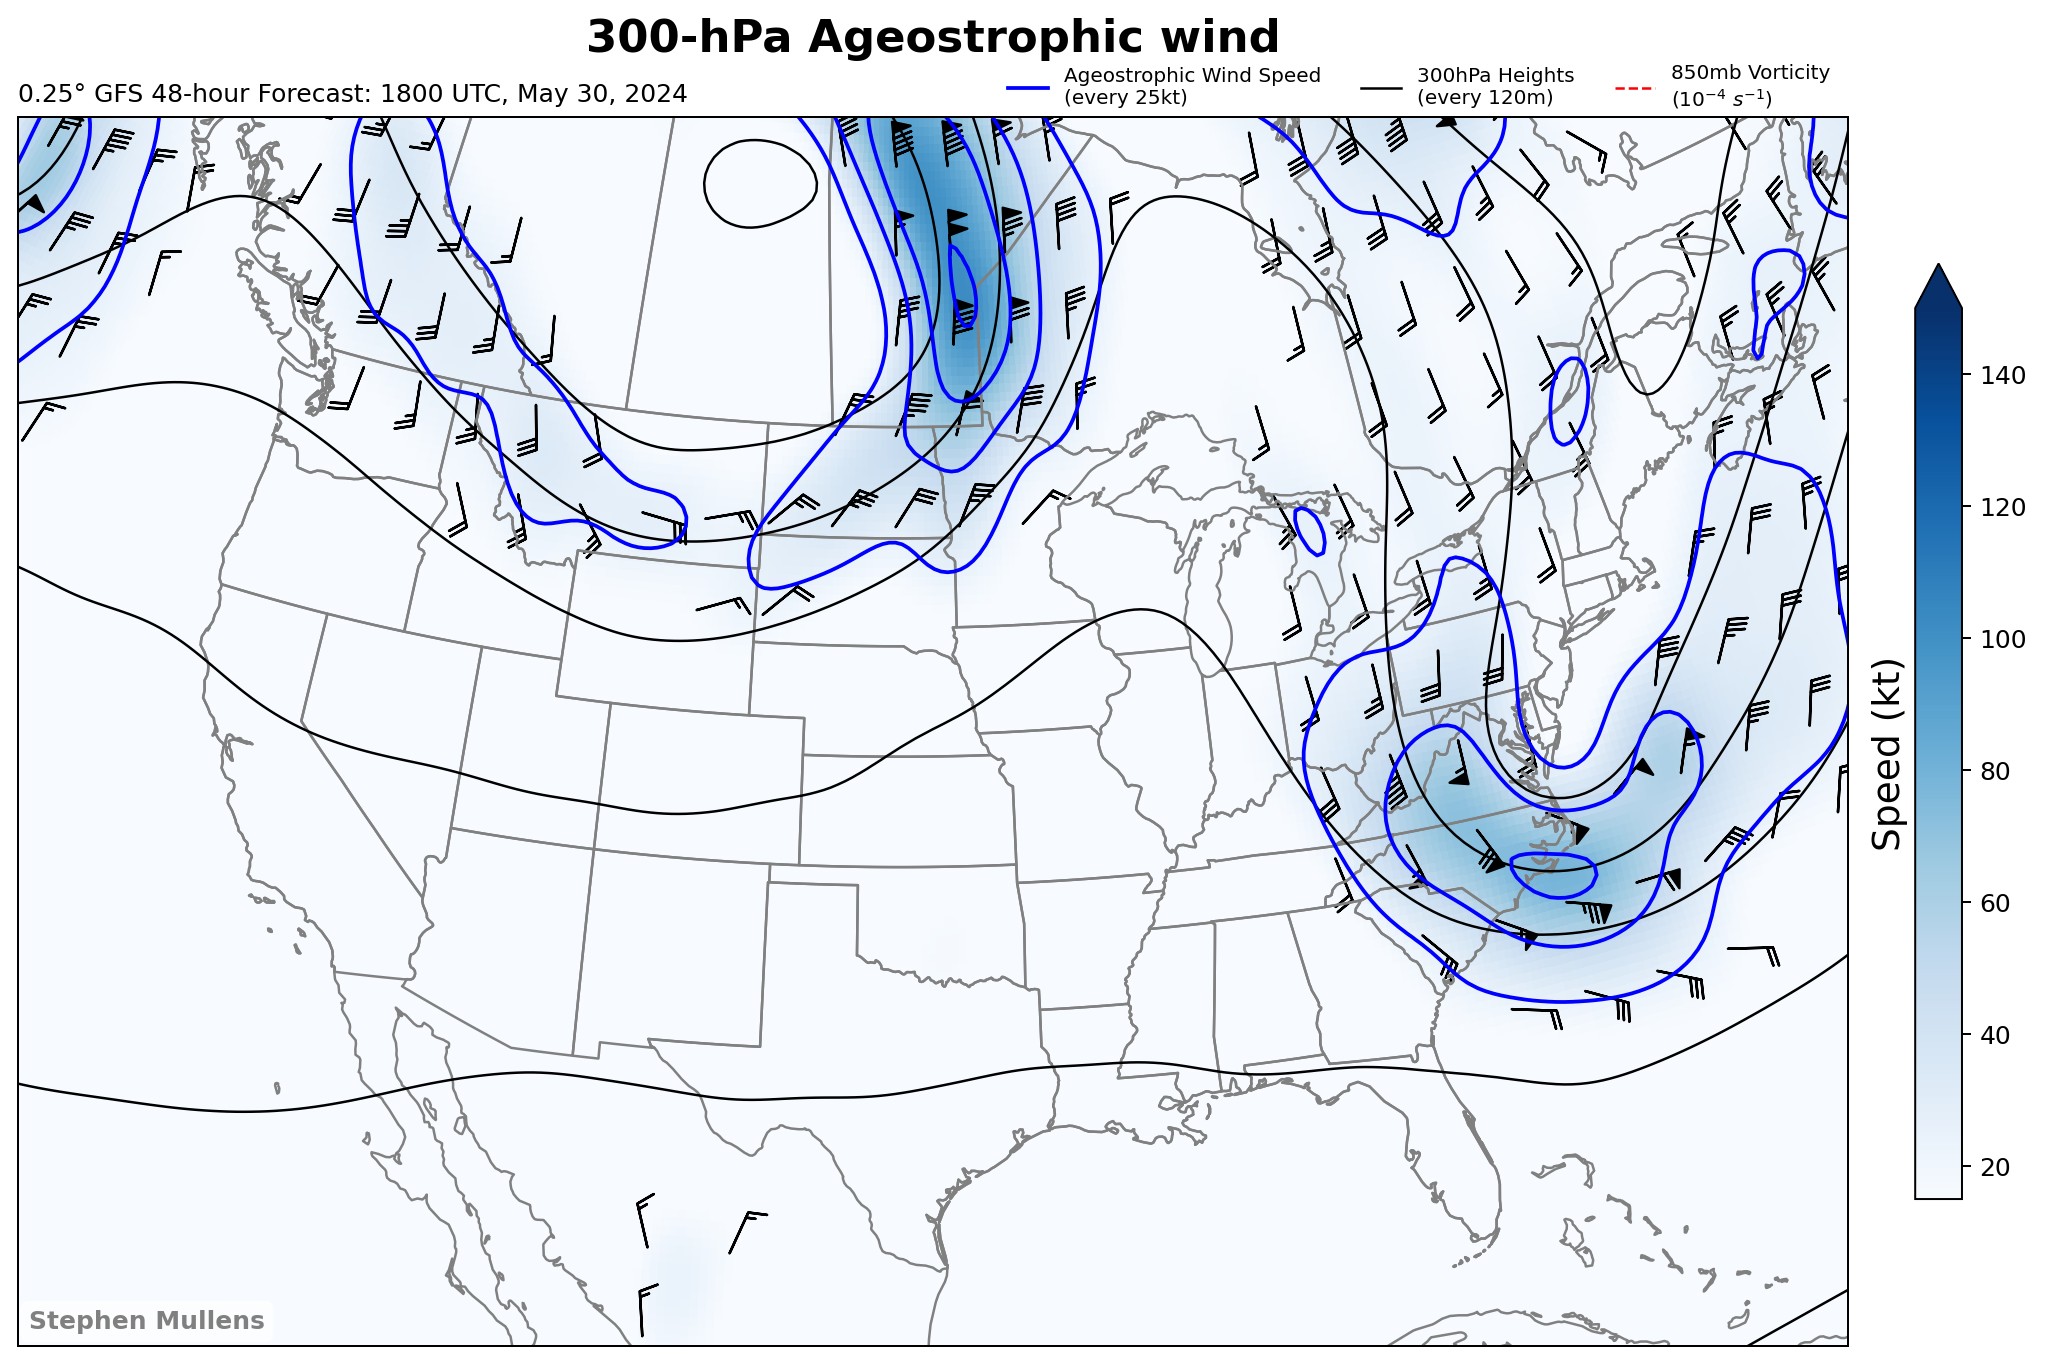 300-hPa Ageostrophic wind
0.25° GFS 48-hour Forecast: 1800 UTC, May 30, 2024
Ageostrophic Wind Speed
(every 25kt)
300hPa Heights
(every 120m)
850mb Vorticity
(10⁻⁴ s⁻¹)
140
120
100
80
60
40
20
Speed (kt)
Stephen Mullens